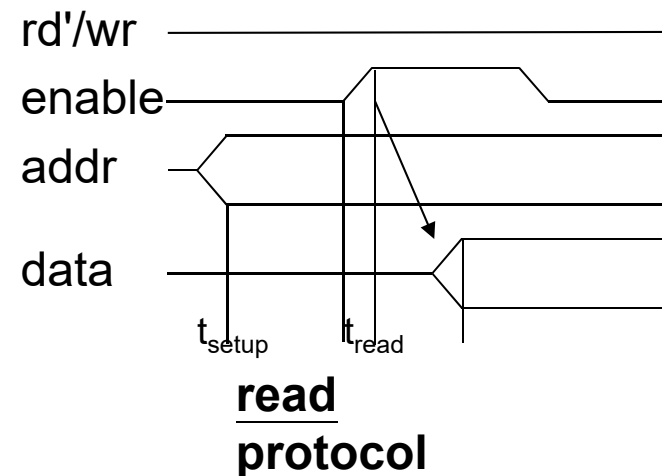 rd'/wr
enable
addr
data
tsetup tread
read
protocol